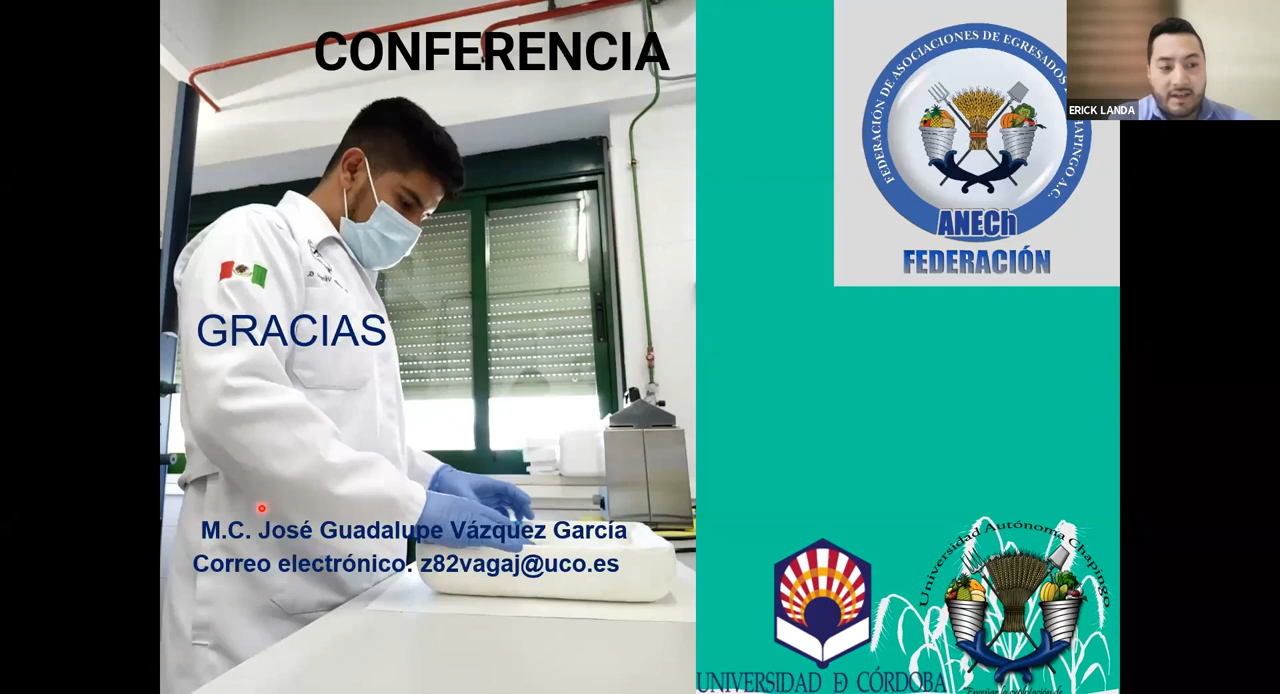 CONFERENCIA
FEDERACIÓN DE ASOCIACIONES DE EGRESADOS
CHAPINGO A.C.
ANECh
FEDERACIÓN
ERICK LANDA
GRACIAS
M.C. José Guadalupe Vázquez García
Correo electrónico: z82vagaj@uco.es
Universidad Autónoma Chapingo
UNIVERSIDAD Ð CÓRDOBA